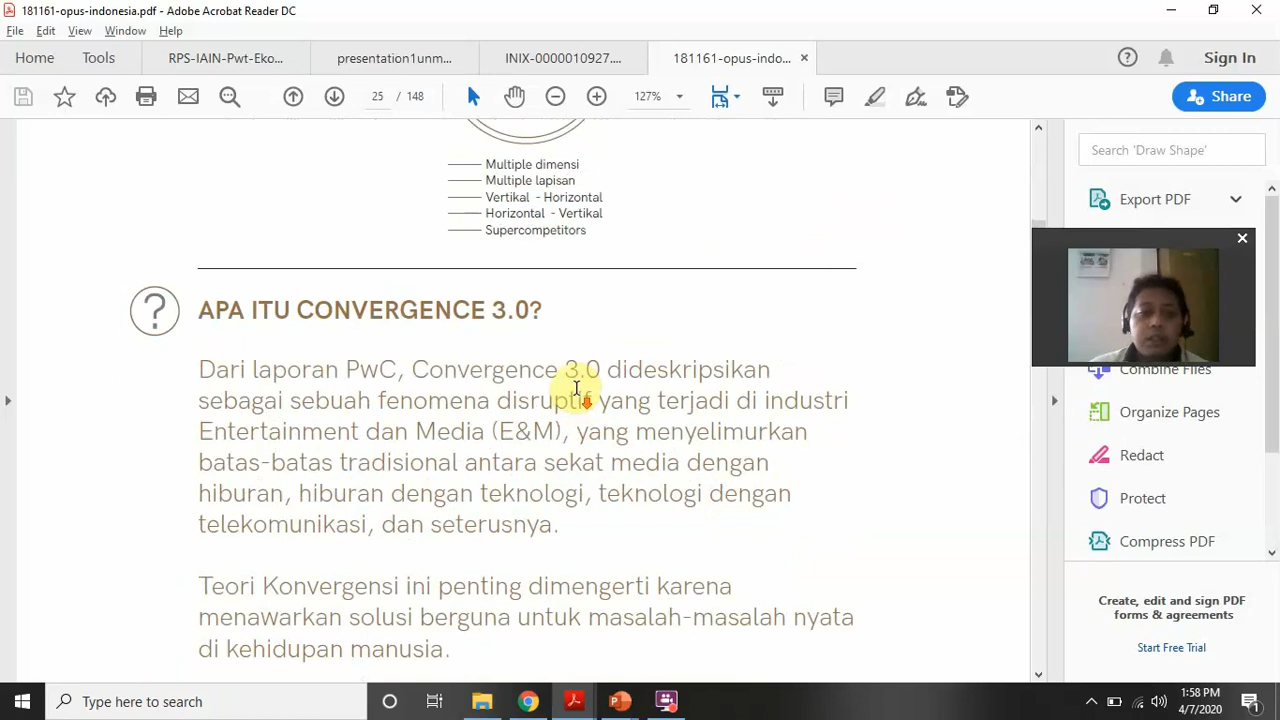 181161-opus-indonesia.pdf - Adobe Acrobat Reader DC
File Edit View Window Help
Home Tools RPS-IAIN-Pwt-Eko... presentation1unm... INIX-0000010927.... 181161-opus-indo... Sign In
25 / 148 127% Share
Multiple dimensi
Multiple lapisan
Vertikal - Horizontal
Horizontal - Vertikal
Supercompetitors
? APA ITU CONVERGENCE 3.0?
Dari laporan PwC, Convergence 3.0 dideskripsikan
sebagai sebuah fenomena disruptif yang terjadi di industri
Entertainment dan Media (E&M), yang menyelimurkan
batas-batas tradisional antara sekat media dengan
hiburan, hiburan dengan teknologi, teknologi dengan
telekomunikasi, dan seterusnya.
Teori Konvergensi ini penting dimengerti karena
menawarkan solusi berguna untuk masalah-masalah nyata
di kehidupan manusia.
Search 'Draw Shape'
Export PDF
Combine Files
Organize Pages
Redact
Protect
Compress PDF
Create, edit and sign PDF
forms & agreements
Start Free Trial
Type here to search
1:58 PM
4/7/2020
1